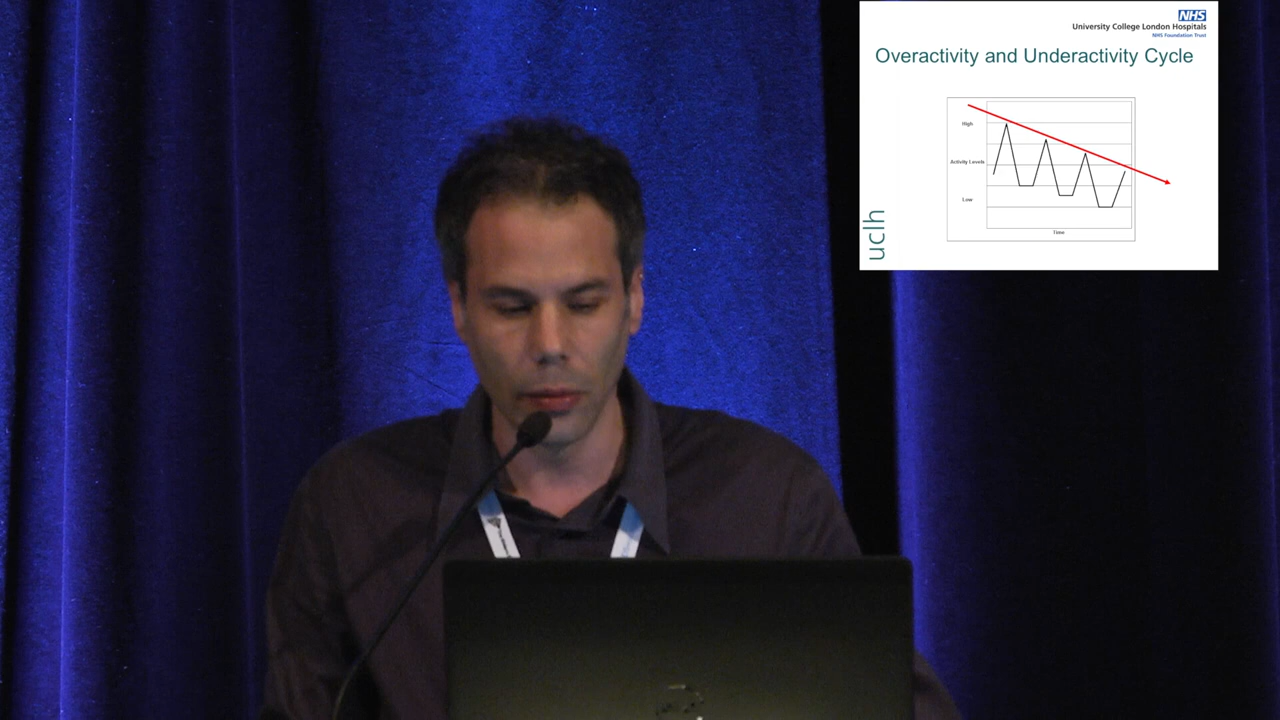 NHS
University College London Hospitals
NHS Foundation Trust
Overactivity and Underactivity Cycle
High
Activity Levels
Low
Time
uclh